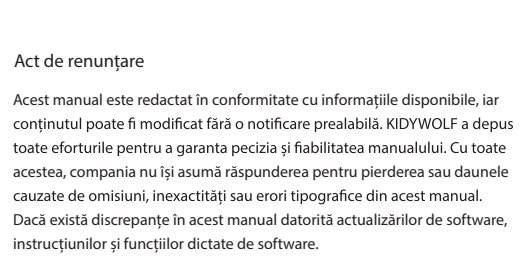 Act de renunțare
Acest manual este redactat în conformitate cu informațiile disponibile, iar
conținutul poate fi modificat fără o notificare prealabilă. KIDYWOLF a depus
toate eforturile pentru a garanta pecizia și fiabilitatea manualului. Cu toate
acestea, compania nu își asumă răspunderea pentru pierderea sau daunele
cauzate de omisiuni, inexactități sau erori tipografice din acest manual.
Dacă există discrepanțe în acest manual datorită actualizărilor de software,
instrucțiunilor și funcțiilor dictate de software.